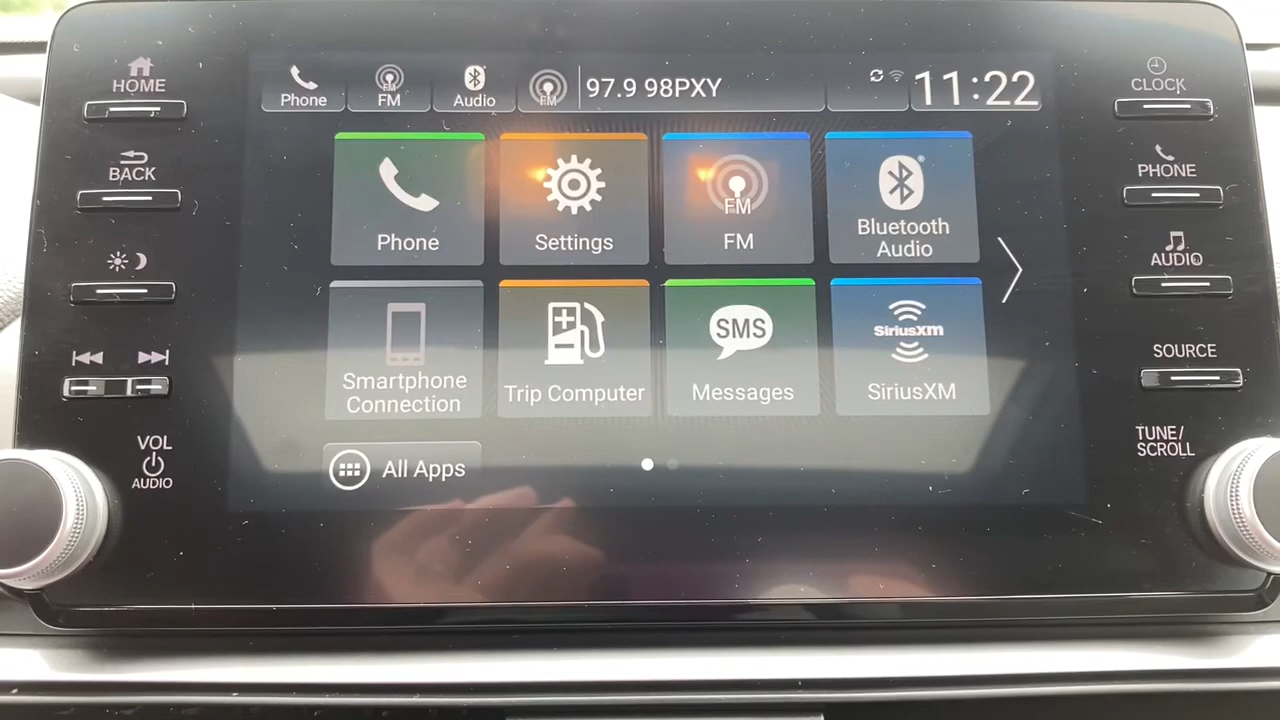 HOME
BACK
VOL
AUDIO
Phone
FM
FM
Audio
FM
97.9 98PXY
11:22
Phone
Settings
FM
FM
Bluetooth
Audio
Smartphone
Connection
Trip Computer
SMS
Messages
SiriusXM
SiriusXM
All Apps
CLOCK
PHONE
AUDIO
SOURCE
TUNE/
SCROLL